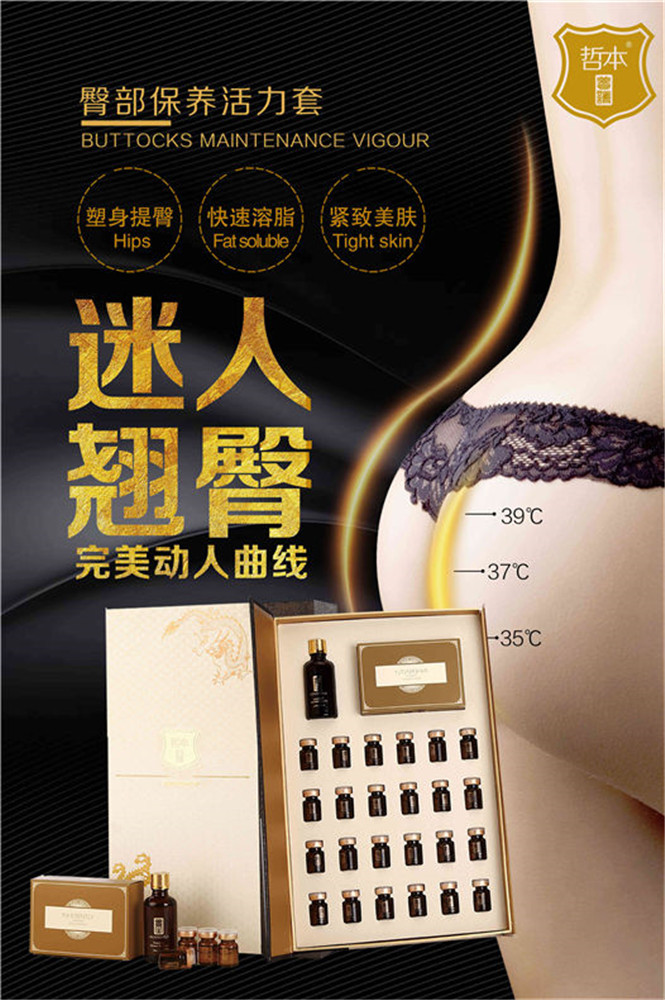 哲本®
臀部保养活力套
BUTTOCKS MAINTENANCE VIGOUR
塑身提臀
Hips
快速溶脂
Fat soluble
紧致美肤
Tight skin
迷人
翘臀
完美动人曲线
39℃
37℃
35℃
哲本